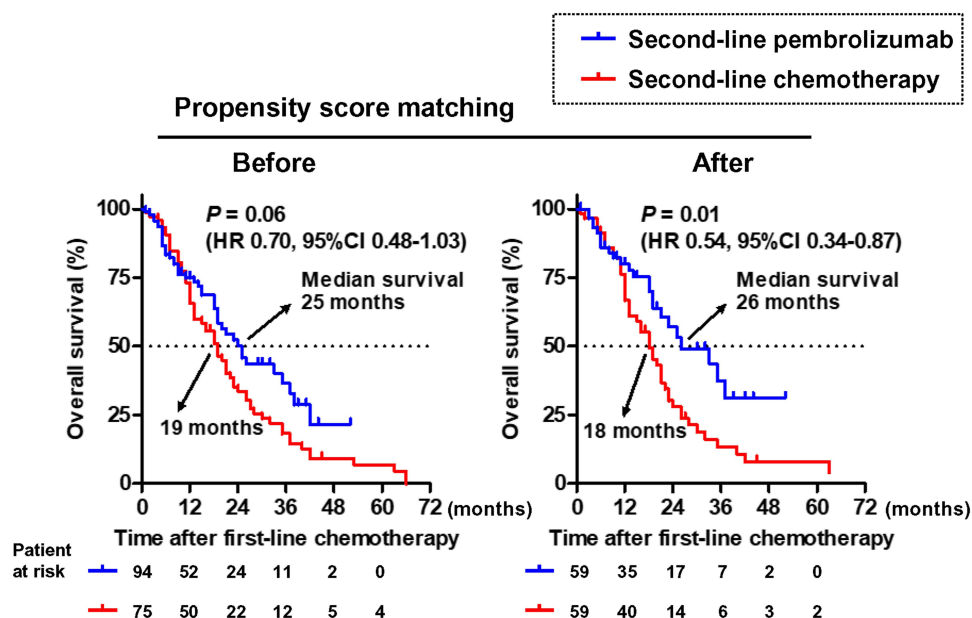 Second-line pembrolizumab
Second-line chemotherapy
Propensity score matching
Before
After
Overall survival (%)
100
75
50
25
0
P = 0.06
(HR 0.70, 95%CI 0.48-1.03)
Median survival
25 months
19 months
0 12 24 36 48 60 72 (months)
Time after first-line chemotherapy
Overall survival (%)
100
75
50
25
0
P = 0.01
(HR 0.54, 95%CI 0.34-0.87)
Median survival
26 months
18 months
0 12 24 36 48 60 72 (months)
Time after first-line chemotherapy
Patient
at risk
94 52 24 11 2 0
75 50 22 12 5 4
59 35 17 7 2 0
59 40 14 6 3 2